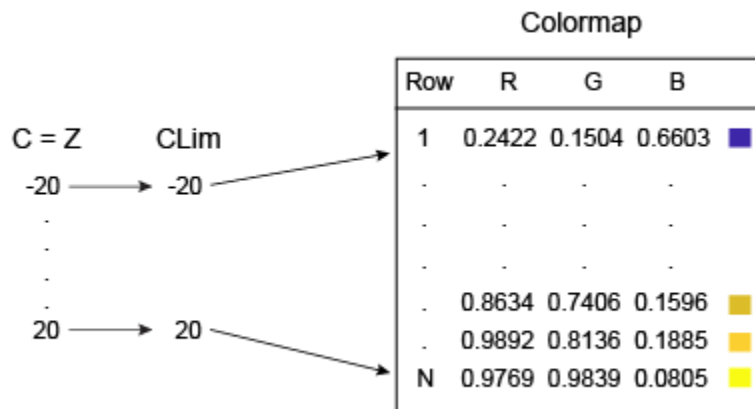 Colormap
Row R G B
C = Z CLim
1 0.2422 0.1504 0.6603
-20 -20
. . . .
. . . .
. . . .
. 0.8634 0.7406 0.1596
20 20
. 0.9892 0.8136 0.1885
N 0.9769 0.9839 0.0805